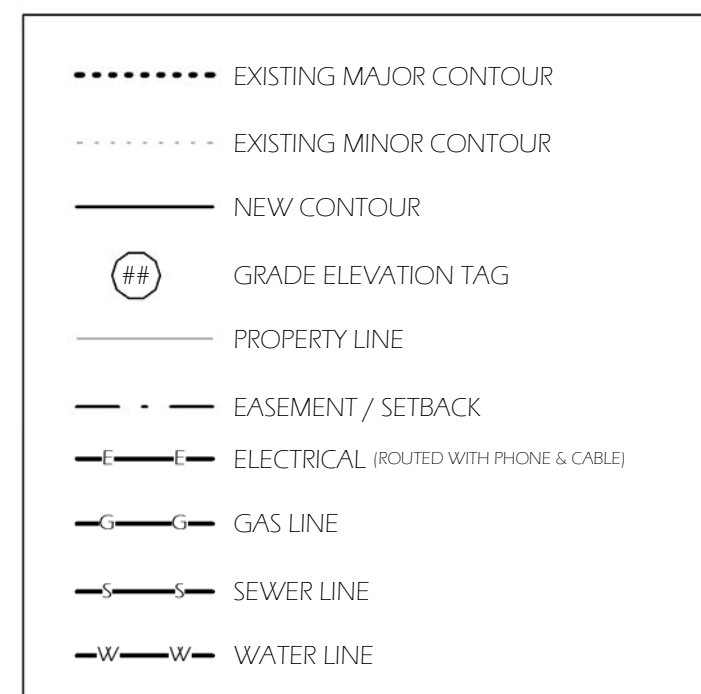 EXISTING MAJOR CONTOUR
EXISTING MINOR CONTOUR
NEW CONTOUR
## GRADE ELEVATION TAG
PROPERTY LINE
EASEMENT / SETBACK
E E ELECTRICAL (ROUTED WITH PHONE & CABLE)
G G GAS LINE
S S SEWER LINE
W W WATER LINE